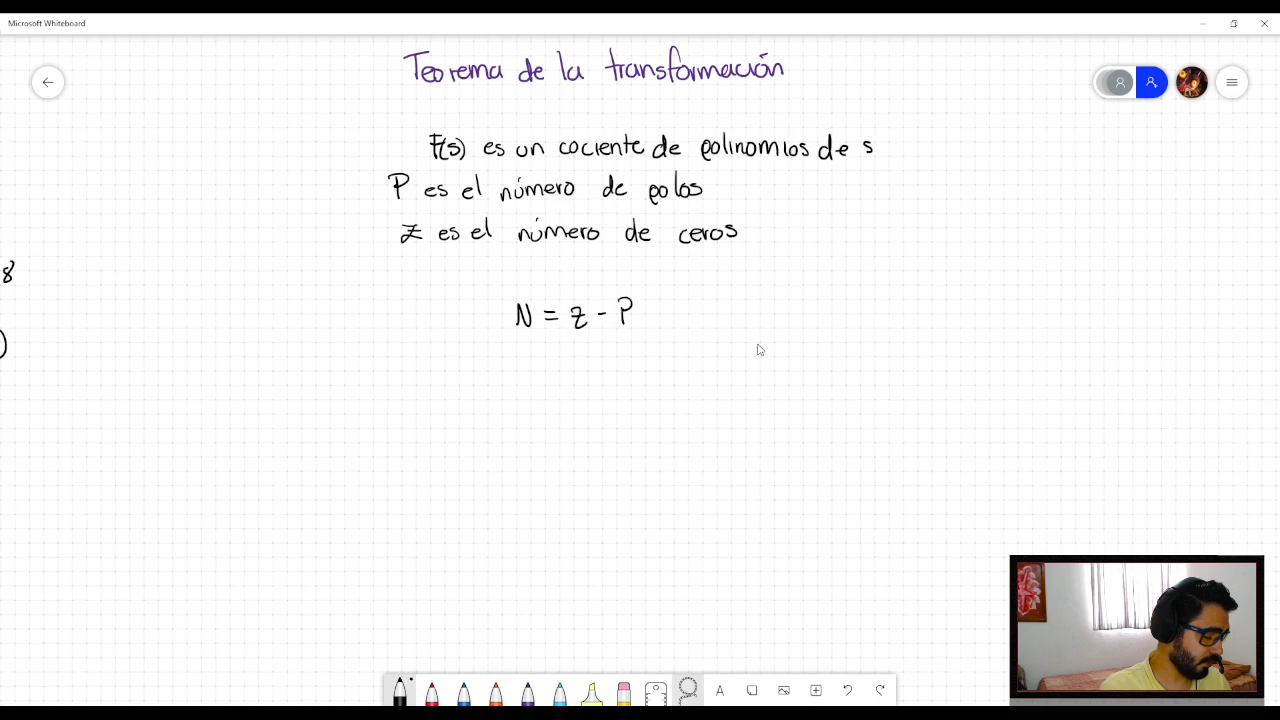 Microsoft Whiteboard
Teorema de la transformación
F(s) es un cociente de polinomios de s
P es el número de polos
Z es el número de ceros
8
)
N = Z - P
A